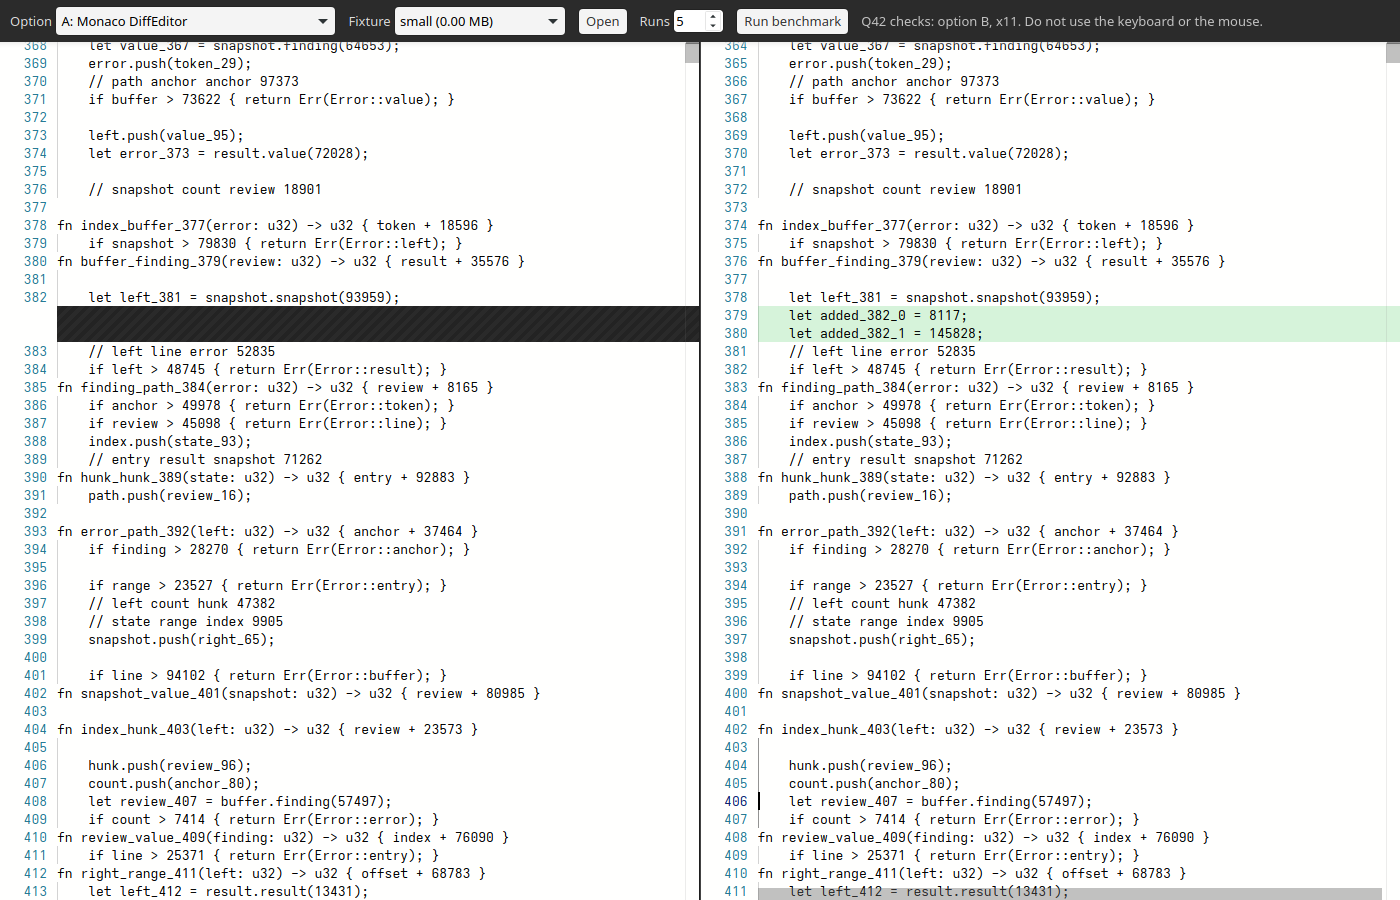 Option A: Monaco DiffEditor Fixture small (0.00 MB) Open Runs 5 Run benchmark Q42 checks: option B, x11. Do not use the keyboard or the mouse.
368 let value_367 = snapshot.finding(64653);
369 error.push(token_29);
370 // path anchor anchor 97373
371 if buffer > 73622 { return Err(Error::value); }
372
373 left.push(value_95);
374 let error_373 = result.value(72028);
375
376 // snapshot count review 18901
377
378 fn index_buffer_377(error: u32) -> u32 { token + 18596 }
379 if snapshot > 79830 { return Err(Error::left); }
380 fn buffer_finding_379(review: u32) -> u32 { result + 35576 }
381
382 let left_381 = snapshot.snapshot(93959);
383 // left line error 52835
384 if left > 48745 { return Err(Error::result); }
385 fn finding_path_384(error: u32) -> u32 { review + 8165 }
386 if anchor > 49978 { return Err(Error::token); }
387 if review > 45098 { return Err(Error::line); }
388 index.push(state_93);
389 // entry result snapshot 71262
390 fn hunk_hunk_389(state: u32) -> u32 { entry + 92883 }
391 path.push(review_16);
392
393 fn error_path_392(left: u32) -> u32 { anchor + 37464 }
394 if finding > 28270 { return Err(Error::anchor); }
395
396 if range > 23527 { return Err(Error::entry); }
397 // left count hunk 47382
398 // state range index 9905
399 snapshot.push(right_65);
400
401 if line > 94102 { return Err(Error::buffer); }
402 fn snapshot_value_401(snapshot: u32) -> u32 { review + 80985 }
403
404 fn index_hunk_403(left: u32) -> u32 { review + 23573 }
405
406 hunk.push(review_96);
407 count.push(anchor_80);
408 let review_407 = buffer.finding(57497);
409 if count > 7414 { return Err(Error::error); }
410 fn review_value_409(finding: u32) -> u32 { index + 76090 }
411 if line > 25371 { return Err(Error::entry); }
412 fn right_range_411(left: u32) -> u32 { offset + 68783 }
413 let left_412 = result.result(13431);
364 let value_367 = snapshot.finding(64653);
365 error.push(token_29);
366 // path anchor anchor 97373
367 if buffer > 73622 { return Err(Error::value); }
368
369 left.push(value_95);
370 let error_373 = result.value(72028);
371
372 // snapshot count review 18901
373
374 fn index_buffer_377(error: u32) -> u32 { token + 18596 }
375 if snapshot > 79830 { return Err(Error::left); }
376 fn buffer_finding_379(review: u32) -> u32 { result + 35576 }
377
378 let left_381 = snapshot.snapshot(93959);
379 let added_382_0 = 8117;
380 let added_382_1 = 145828;
381 // left line error 52835
382 if left > 48745 { return Err(Error::result); }
383 fn finding_path_384(error: u32) -> u32 { review + 8165 }
384 if anchor > 49978 { return Err(Error::token); }
385 if review > 45098 { return Err(Error::line); }
386 index.push(state_93);
387 // entry result snapshot 71262
388 fn hunk_hunk_389(state: u32) -> u32 { entry + 92883 }
389 path.push(review_16);
390
391 fn error_path_392(left: u32) -> u32 { anchor + 37464 }
392 if finding > 28270 { return Err(Error::anchor); }
393
394 if range > 23527 { return Err(Error::entry); }
395 // left count hunk 47382
396 // state range index 9905
397 snapshot.push(right_65);
398
399 if line > 94102 { return Err(Error::buffer); }
400 fn snapshot_value_401(snapshot: u32) -> u32 { review + 80985 }
401
402 fn index_hunk_403(left: u32) -> u32 { review + 23573 }
403
404 hunk.push(review_96);
405 count.push(anchor_80);
406 let review_407 = buffer.finding(57497);
407 if count > 7414 { return Err(Error::error); }
408 fn review_value_409(finding: u32) -> u32 { index + 76090 }
409 if line > 25371 { return Err(Error::entry); }
410 fn right_range_411(left: u32) -> u32 { offset + 68783 }
411 let left_412 = result.result(13431);